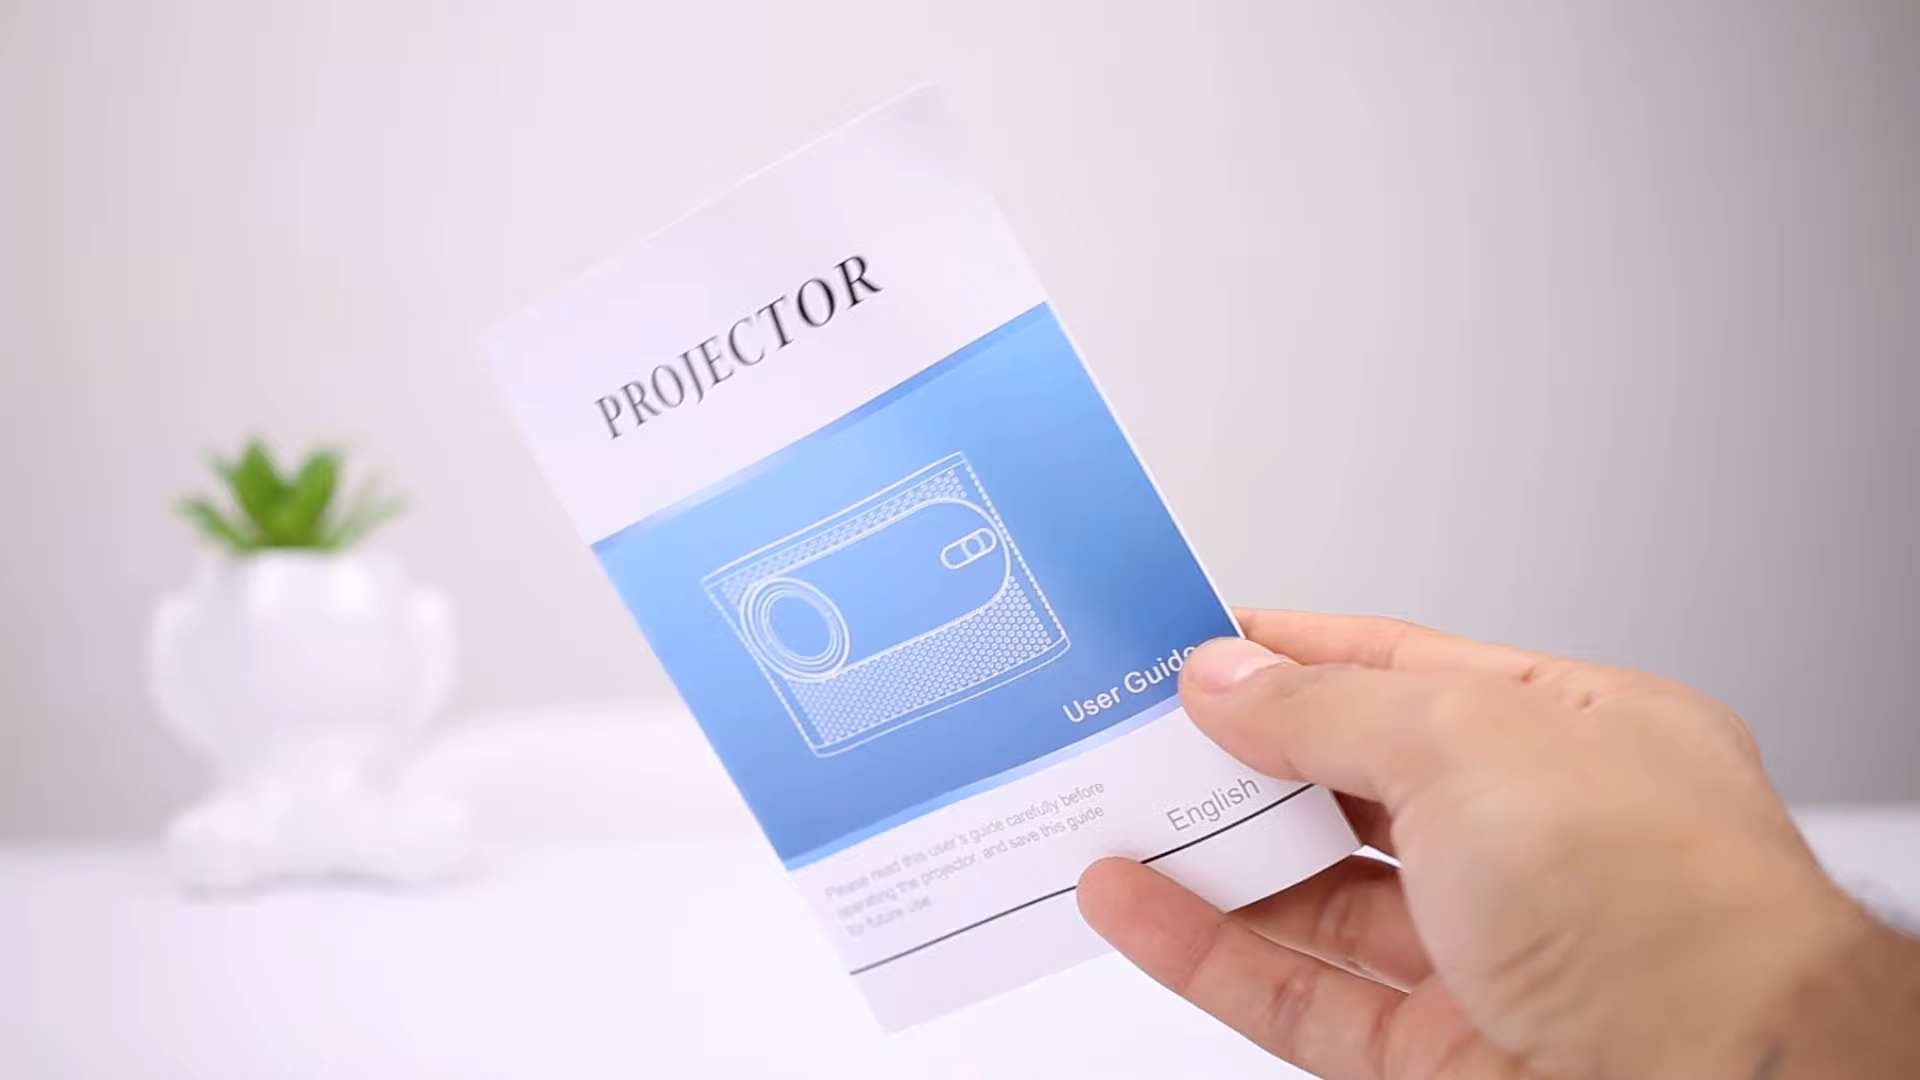 PROJECTOR
User Guide
English
Please read this user's guide carefully before
operating the projector and save this guide
for future use.